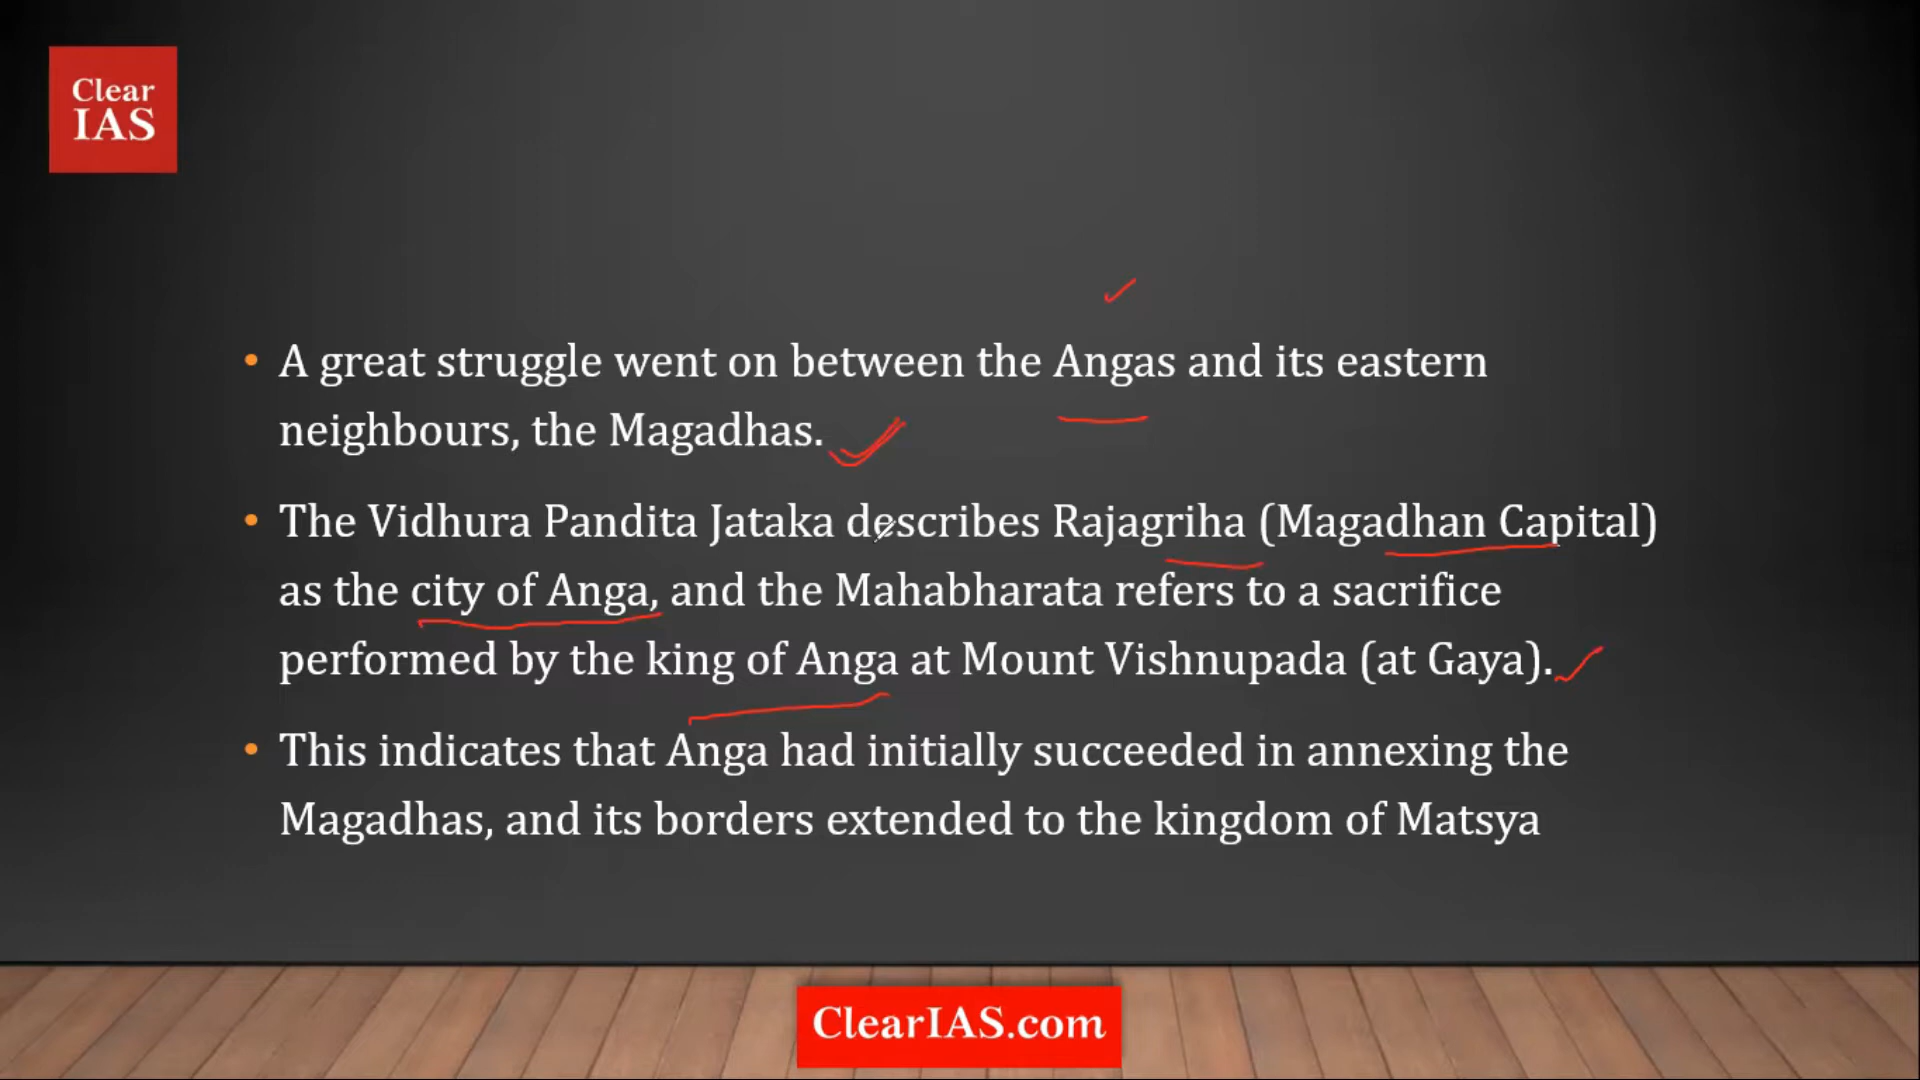 Clear
IAS
• A great struggle went on between the Angas and its eastern
neighbours, the Magadhas.
• The Vidhura Pandita Jataka describes Rajagriha (Magadhan Capital)
as the city of Anga, and the Mahabharata refers to a sacrifice
performed by the king of Anga at Mount Vishnupada (at Gaya).
• This indicates that Anga had initially succeeded in annexing the
Magadhas, and its borders extended to the kingdom of Matsya
ClearIAS.com